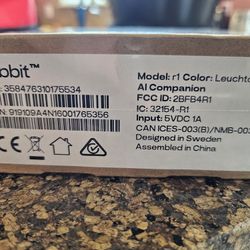 bbit™
: 358476310175534
N: 919109A4N16001765356
Model: r1 Color: Leuchto
AI Companion
FCC ID: 2BFB4R1
IC: 32154-R1
Input: 5VDC 1A
CAN ICES-003(B)/NMB-003
Designed in Sweden
Assembled in China